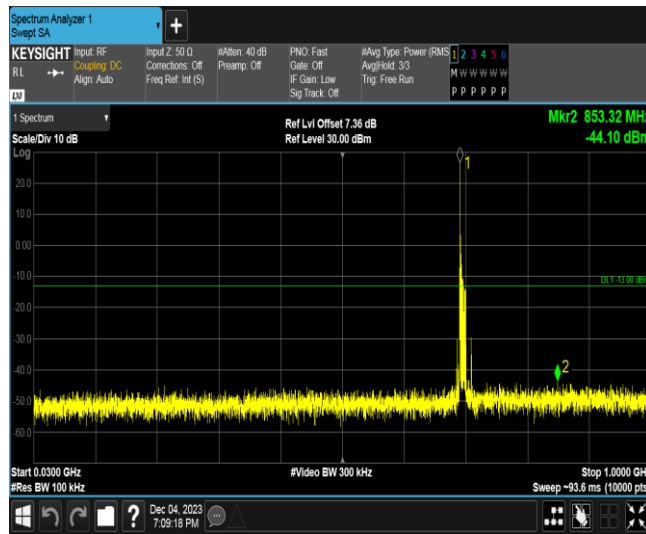 Spectrum Analyzer 1
Swept SA
+
KEYSIGHT
RL
LXI
Input: RF
Coupling: DC
Align: Auto
Input Z: 50 Ω
Corrections: Off
Freq Ref: Int (S)
#Atten: 40 dB
Preamp: Off
PNO: Fast
Gate: Off
IF Gain: Low
Sig Track: Off
#Avg Type: Power (RMS
Avg|Hold: 3/3
Trig: Free Run
1 2 3 4 5 6
M W W W W W
P P P P P P
1 Spectrum
Scale/Div 10 dB
Log
Ref Lvl Offset 7.36 dB
Ref Level 30.00 dBm
Mkr2 853.32 MHz
-44.10 dBm
1
20.0
10.0
0.00
-10.0
DL1 -13.00 dBm
-20.0
-30.0
-40.0
2
-50.0
-60.0
Start 0.0300 GHz
#Res BW 100 kHz
#Video BW 300 kHz
Stop 1.0000 GHz
Sweep ~93.6 ms (10000 pts)
?
Dec 04, 2023
7:09:18 PM